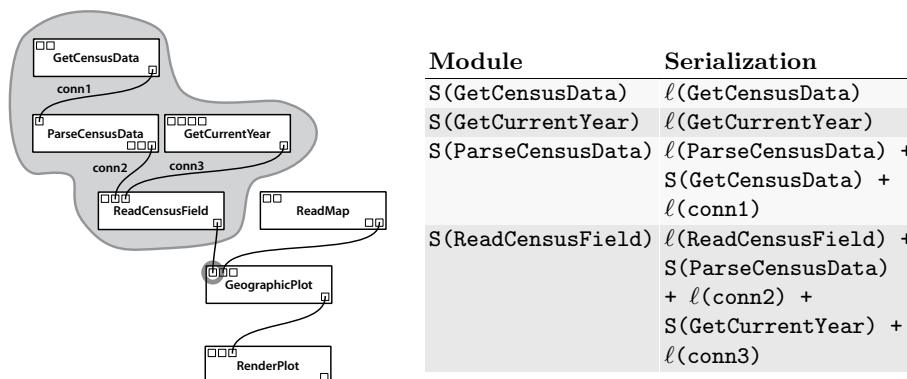 GetCensusData
conn1
ParseCensusData
GetCurrentYear
conn2
conn3
ReadCensusField
ReadMap
GeographicPlot
RenderPlot
Module Serialization
S(GetCensusData) ℓ(GetCensusData)
S(GetCurrentYear) ℓ(GetCurrentYear)
S(ParseCensusData) ℓ(ParseCensusData) +
S(GetCensusData) +
ℓ(conn1)
S(ReadCensusField) ℓ(ReadCensusField) +
S(ParseCensusData)
+ ℓ(conn2) +
S(GetCurrentYear) +
ℓ(conn3)